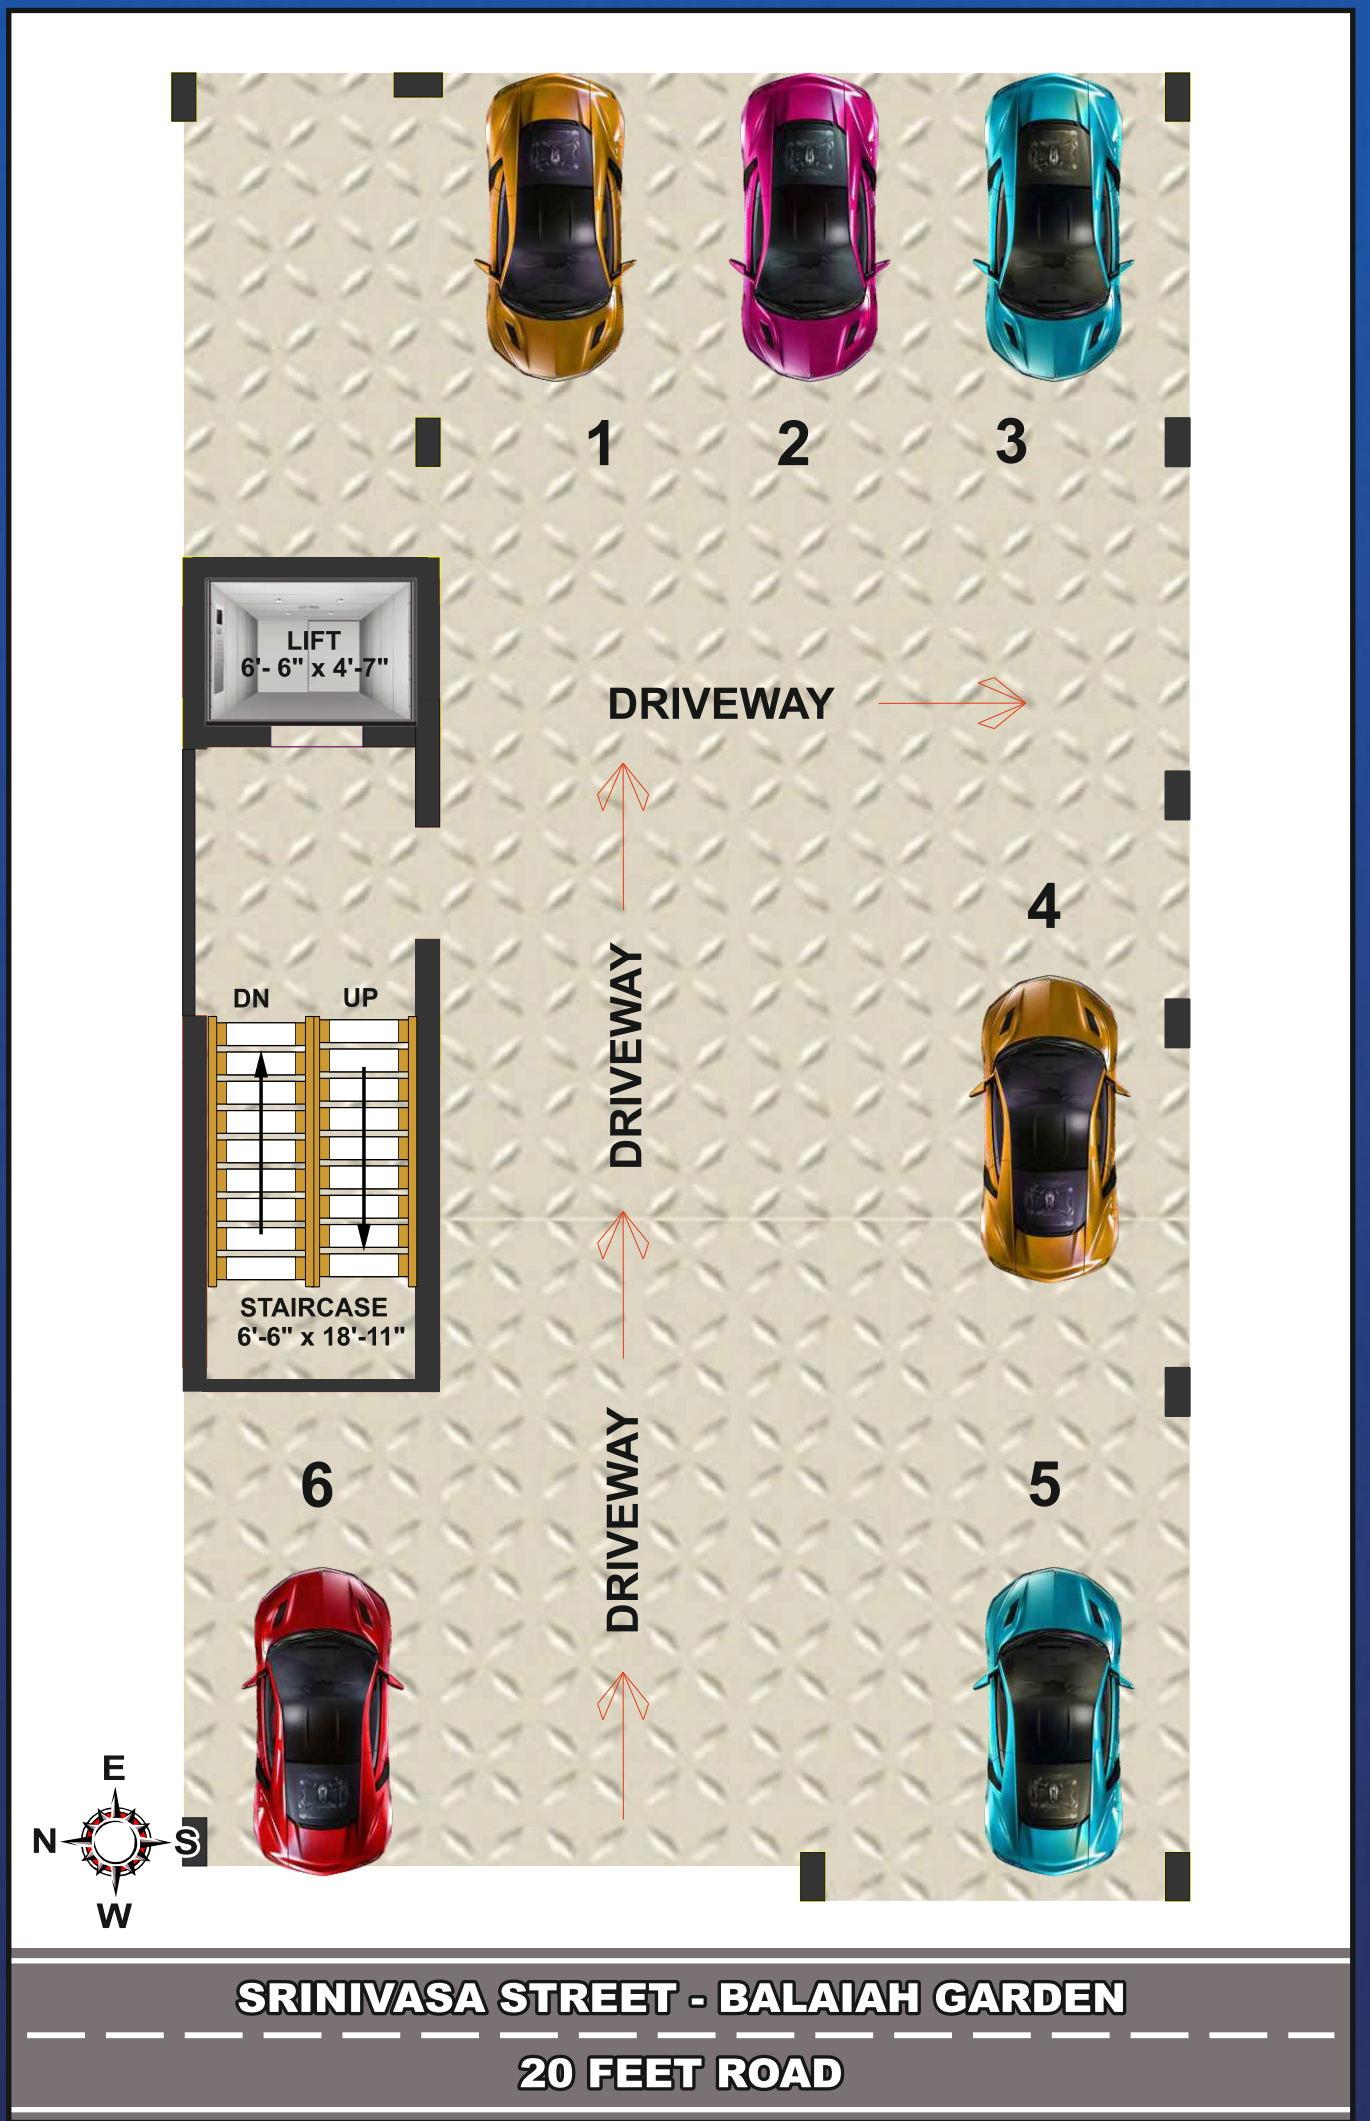 1
2
3
LIFT
6'- 6" x 4'-7"
DRIVEWAY
4
DRIVEWAY
DN
UP
STAIRCASE
6'-6" x 18'-11"
DRIVEWAY
6
5
E
N
S
W
SRINIVASA STREET - BALAIAH GARDEN
20 FEET ROAD